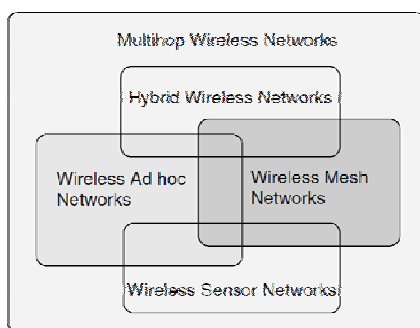 Multihop Wireless Networks
Hybrid Wireless Networks
Wireless Ad hoc
Networks
Wireless Mesh
Networks
Wireless Sensor Networks